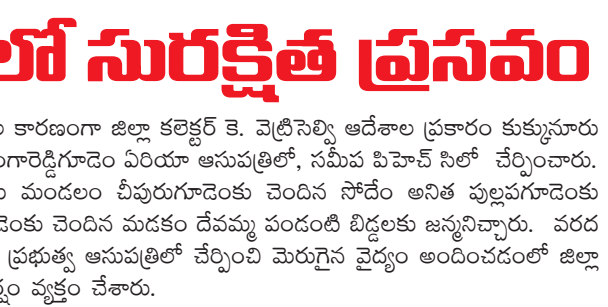 లో సురక్షిత ప్రసవం
కారణంగా జిల్లా కలెక్టర్ కె. వెట్రిసెల్వి ఆదేశాల ప్రకారం కుక్కునూరు
గారెడ్డిగూడెం ఏరియా ఆసుపత్రిలో, సమీప పిహెచ్ సిలో చేర్పించారు.
మండలం చీపురుగూడెంకు చెందిన సోదేం అనిత పుల్లపగూడెంకు
డెంకు చెందిన మడకం దేవమ్మ పండంటి బిడ్డలకు జన్మనిచ్చారు. వరద
ప్రభుత్వ ఆసుపత్రిలో చేర్పించి మెరుగైన వైద్యం అందించడంలో జిల్లా
వ్యక్తం చేశారు.